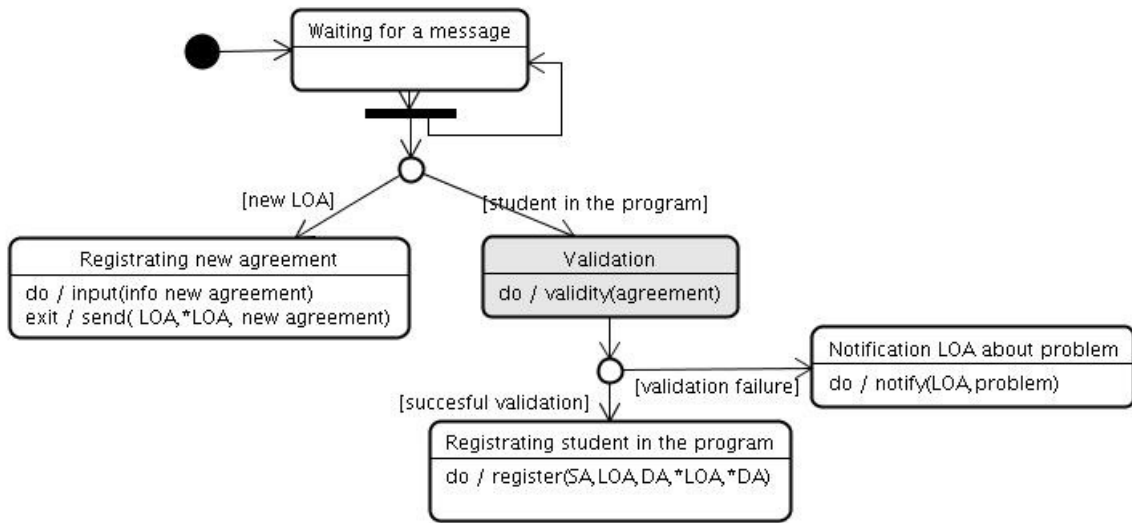 Waiting for a message
[new LOA]
[student in the program]
Registrating new agreement
do / input(info new agreement)
exit / send( LOA,*LOA, new agreement)
Validation
do / validity(agreement)
Notification LOA about problem
do / notify(LOA,problem)
[validation failure]
[succesful validation]
Registrating student in the program
do / register(SA,LOA,DA,*LOA,*DA)